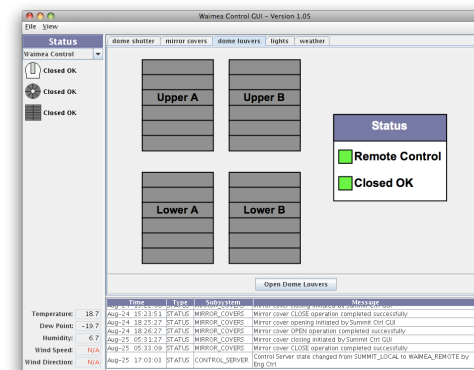 Waimea Control GUI – Version 1.05
File View
Status
Waimea Control
Closed OK
Closed OK
Closed OK
dome shutter mirror covers dome louvers lights weather
Upper A Upper B
Lower A Lower B
Status
Remote Control
Closed OK
Open Dome Louvers
Time Type Subsystem Message
Aug-24 15:23:51 STATUS MIRROR_COVERS Mirror cover CLOSE operation completed successfully
Aug-24 18:25:27 STATUS MIRROR_COVERS Mirror cover opening initiated by Summit Ctrl GUI
Aug-24 18:26:27 STATUS MIRROR_COVERS Mirror cover OPEN operation completed successfully
Aug-25 05:31:27 STATUS MIRROR_COVERS Mirror cover closing initiated by Summit Ctrl GUI
Aug-25 05:33:09 STATUS MIRROR_COVERS Mirror cover CLOSE operation completed successfully
Aug-25 17:03:03 STATUS CONTROL_SERVER Control Server state changed from SUMMIT_LOCAL to WAIMEA_REMOTE by
Eng Ctrl
Temperature: 18.7
Dew Point: -19.7
Humidity: 6.7
Wind Speed: N/A
Wind Direction: N/A